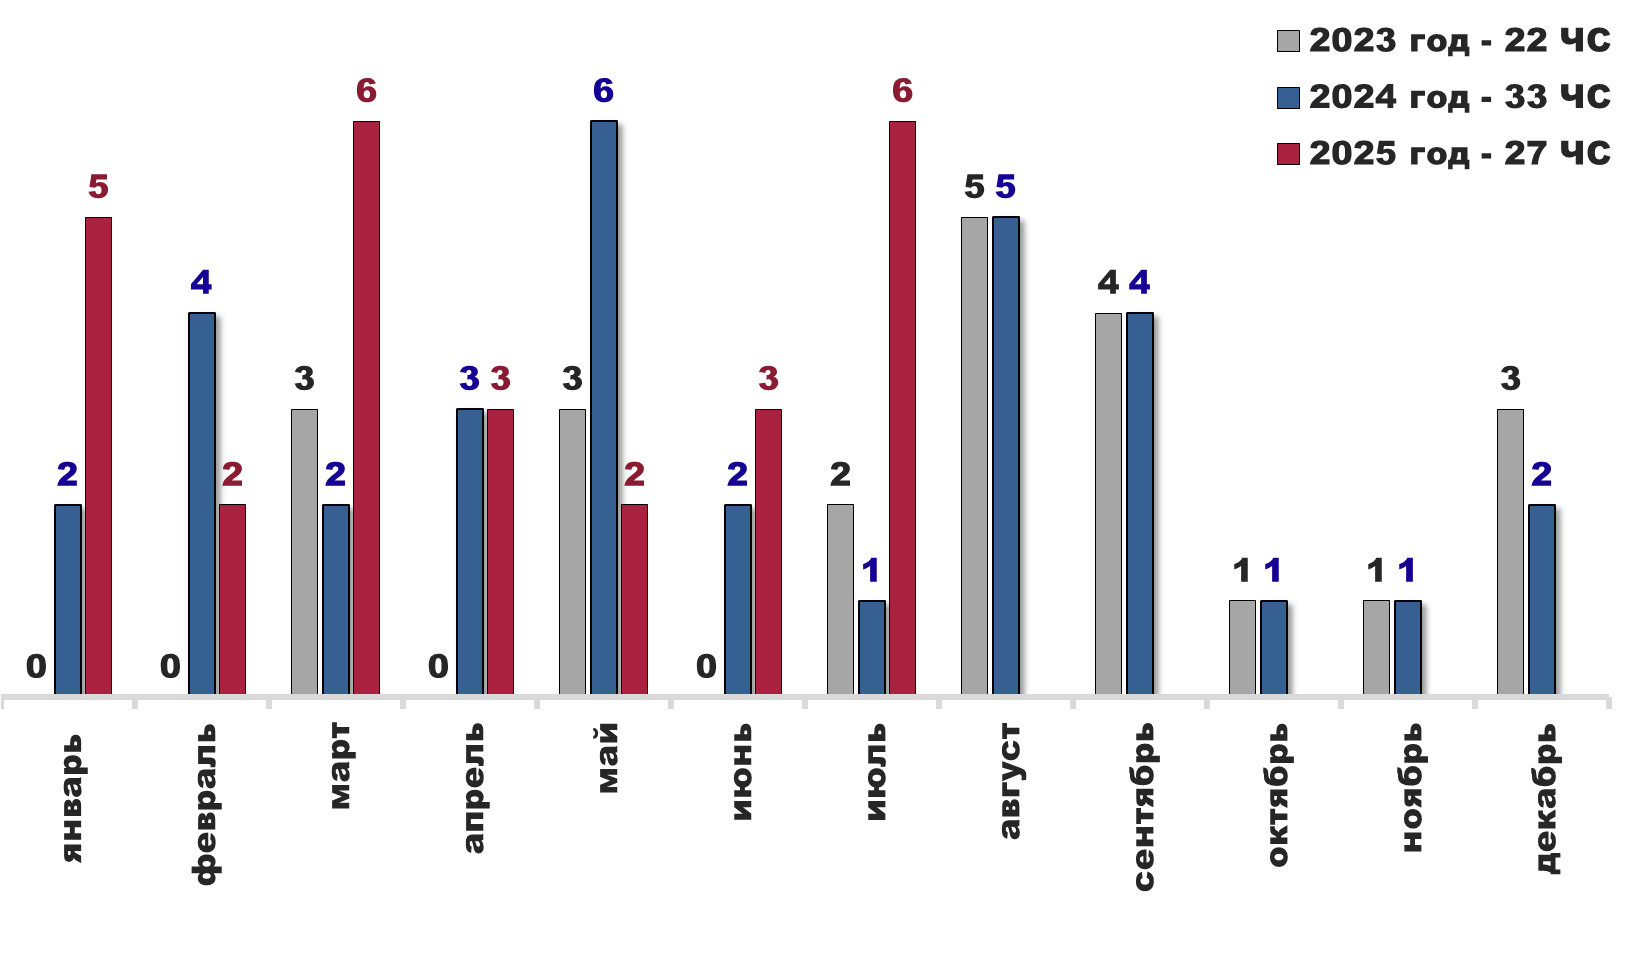 2023 год - 22 ЧС
2024 год - 33 ЧС
2025 год - 27 ЧС
6 6 6
5 5 5
4 4 4
3 3 3 3 3 3
2 2 2 2 2 2 2
1 1 1 1 1
0 0 0 0
январь
февраль
март
апрель
май
июнь
июль
август
сентябрь
октябрь
ноябрь
декабрь